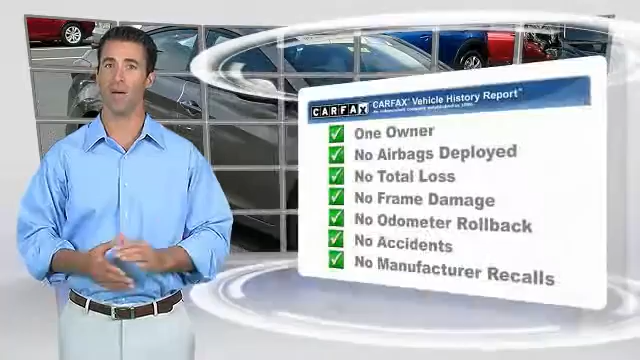 CARFAX
CARFAX® Vehicle History Report™
One Owner
No Airbags Deployed
No Total Loss
No Frame Damage
No Odometer Rollback
No Accidents
No Manufacturer Recalls